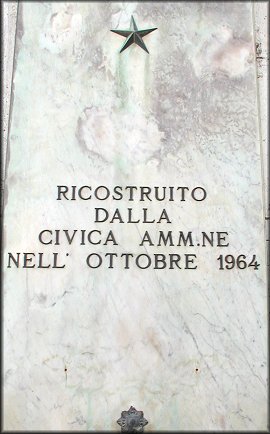 RICOSTRUITO
DALLA
CIVICA AMM.NE
NELL' OTTOBRE 1964